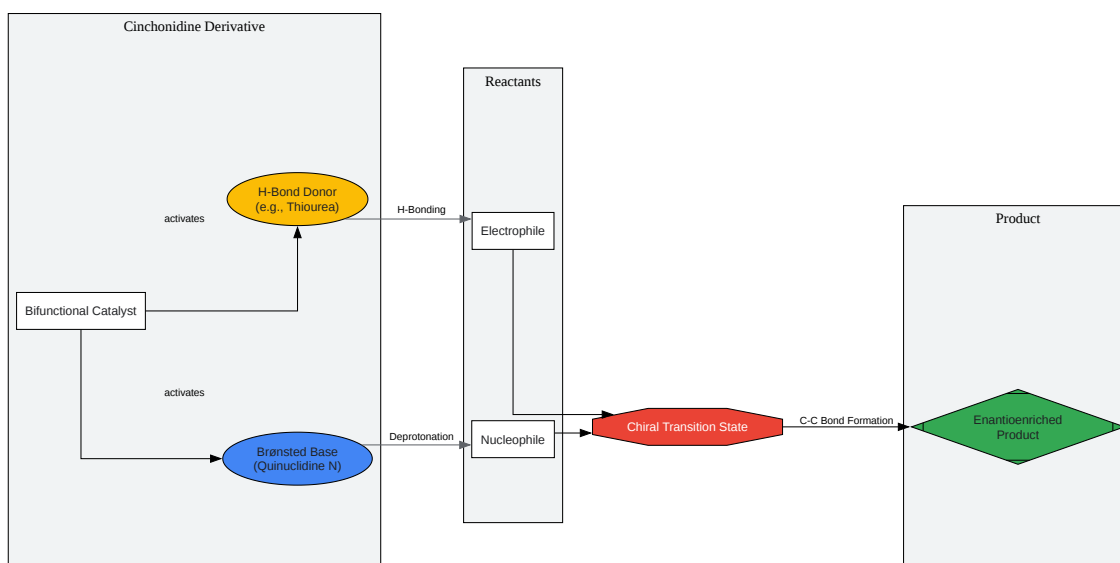 Cinchonidine Derivative
Reactants
H-Bond Donor
(e.g., Thiourea)
activates
H-Bonding
Electrophile
Product
Bifunctional Catalyst
activates
Brønsted Base
(Quinuclidine N)
Deprotonation
Nucleophile
Chiral Transition State
C-C Bond Formation
Enantioenriched
Product